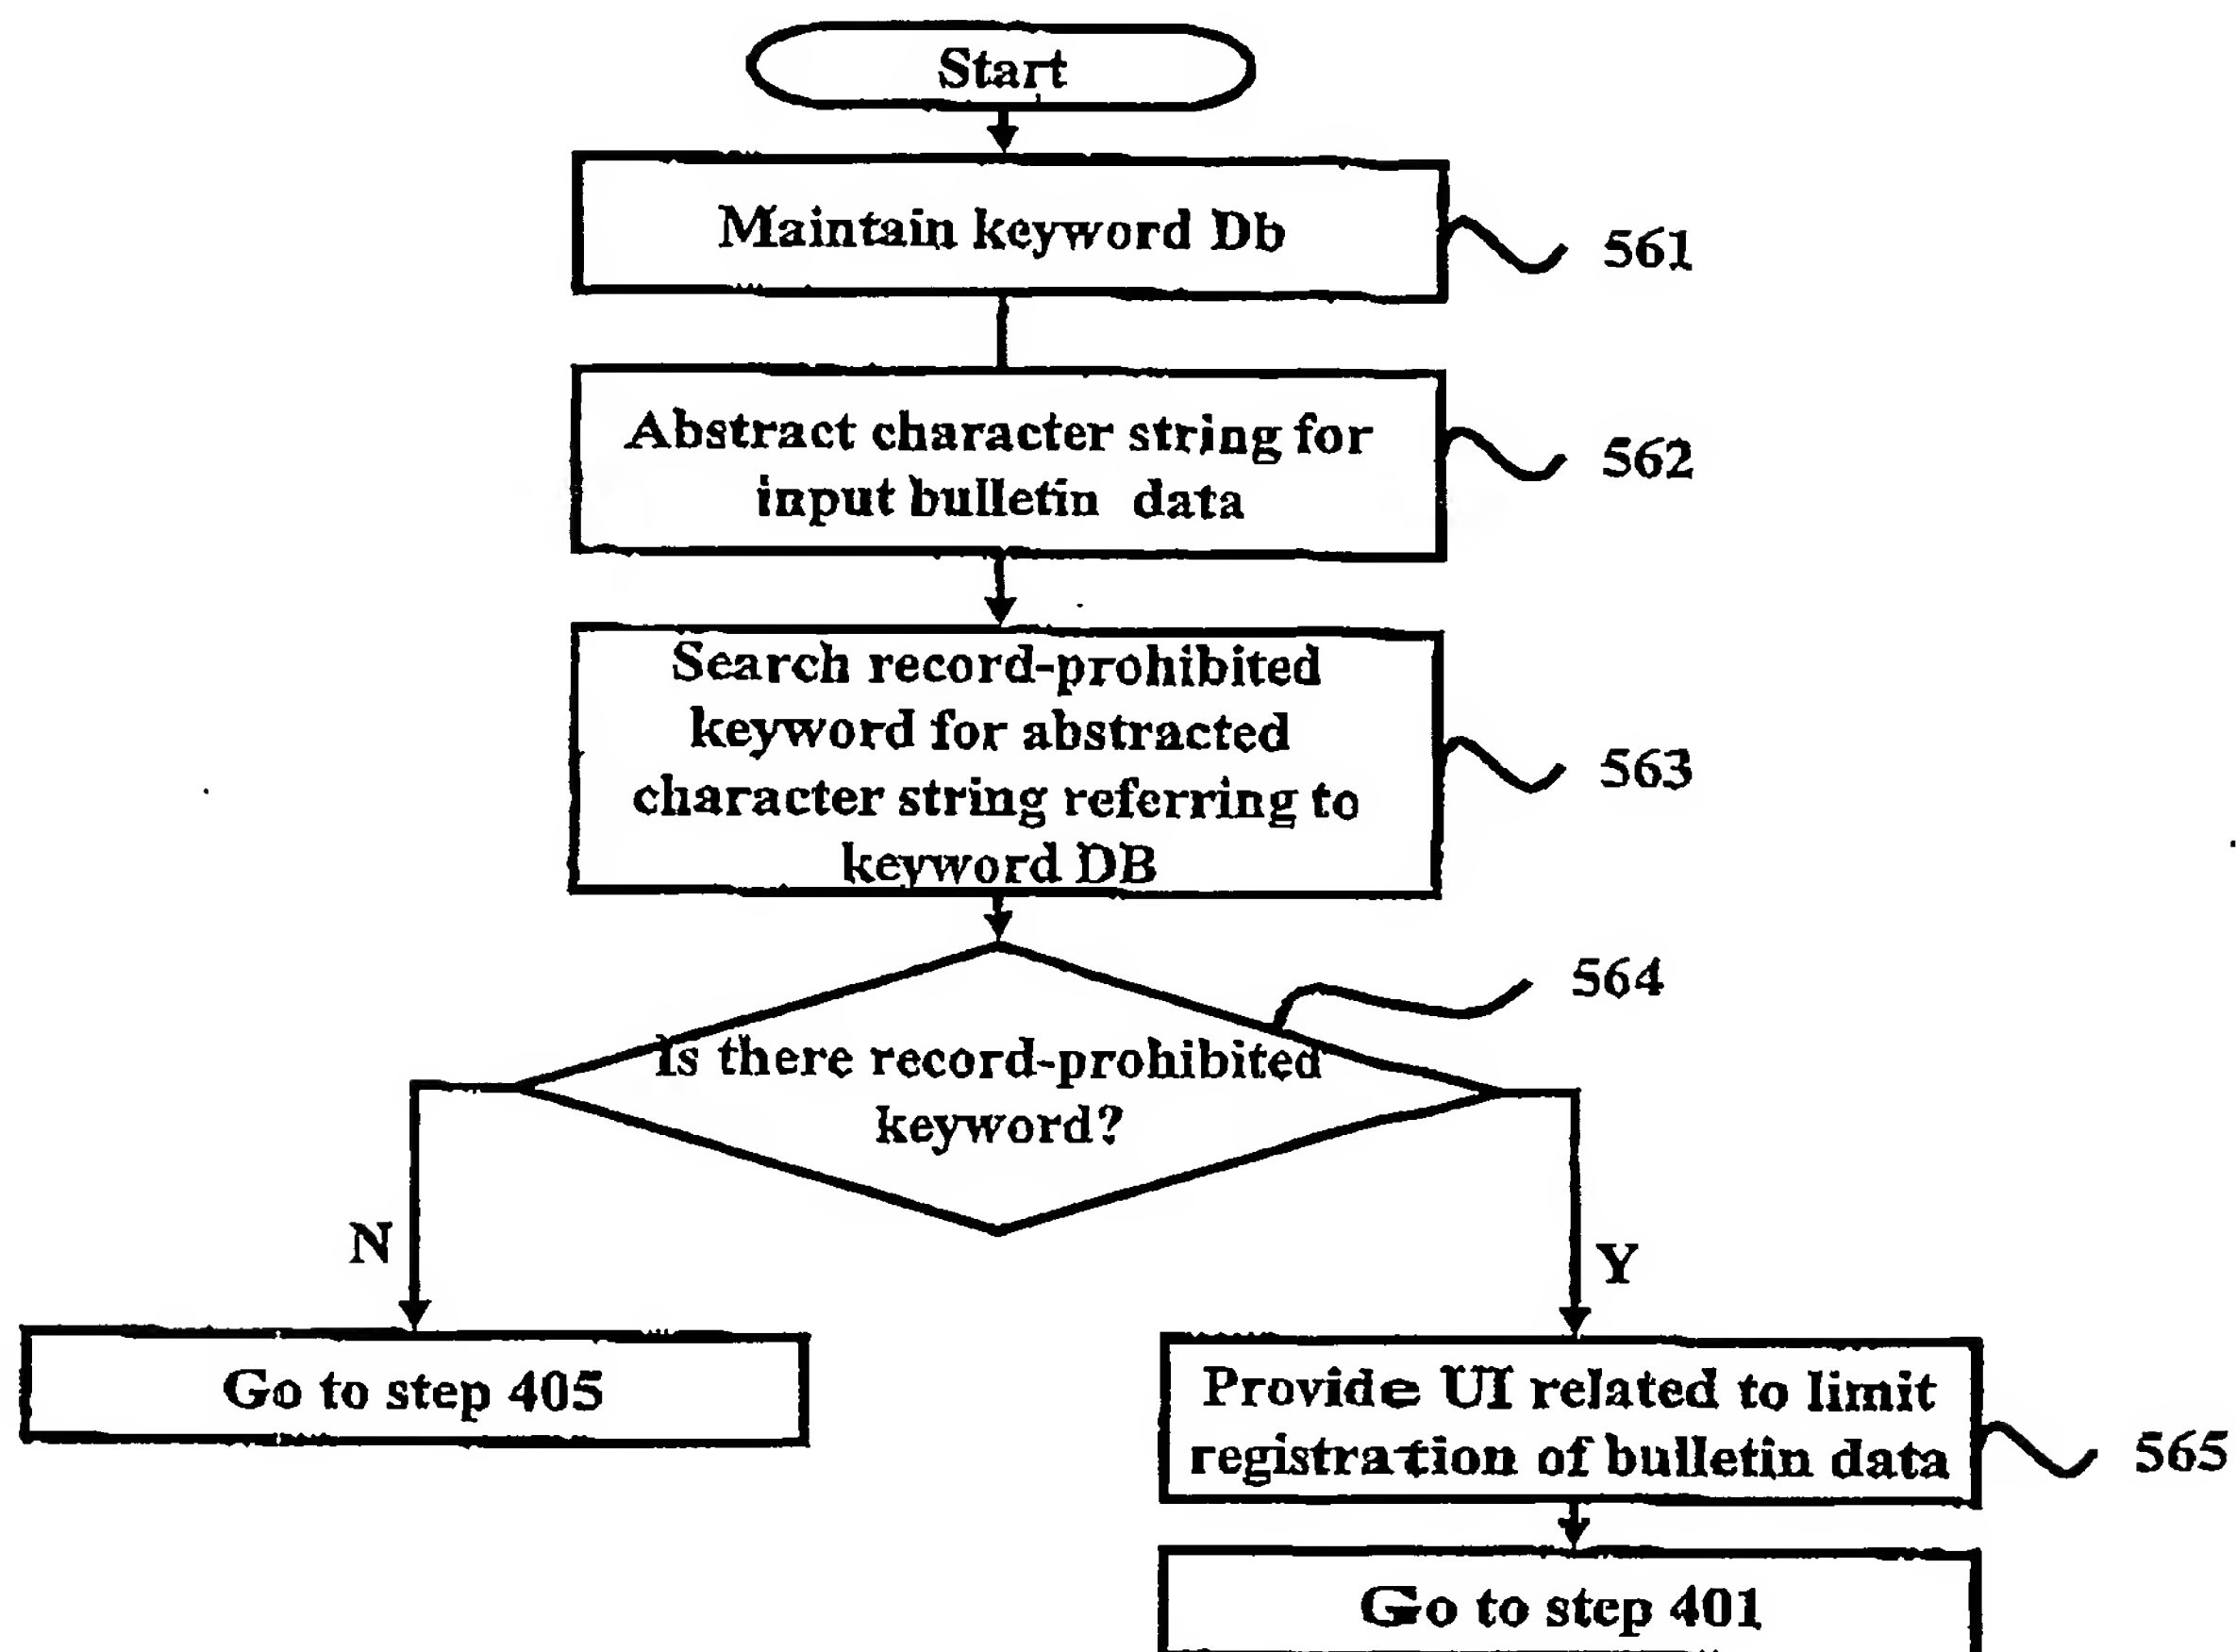 Start
Maintain keyword Db
561
Abstract character string for
input bulletin data
562
Search record-prohibited
keyword for abstracted
character string referring to
keyword DB
563
564
Is there record-prohibited
keyword?
N
Y
Go to step 405
Provide UI related to limit
registration of bulletin data
565
Go to step 401